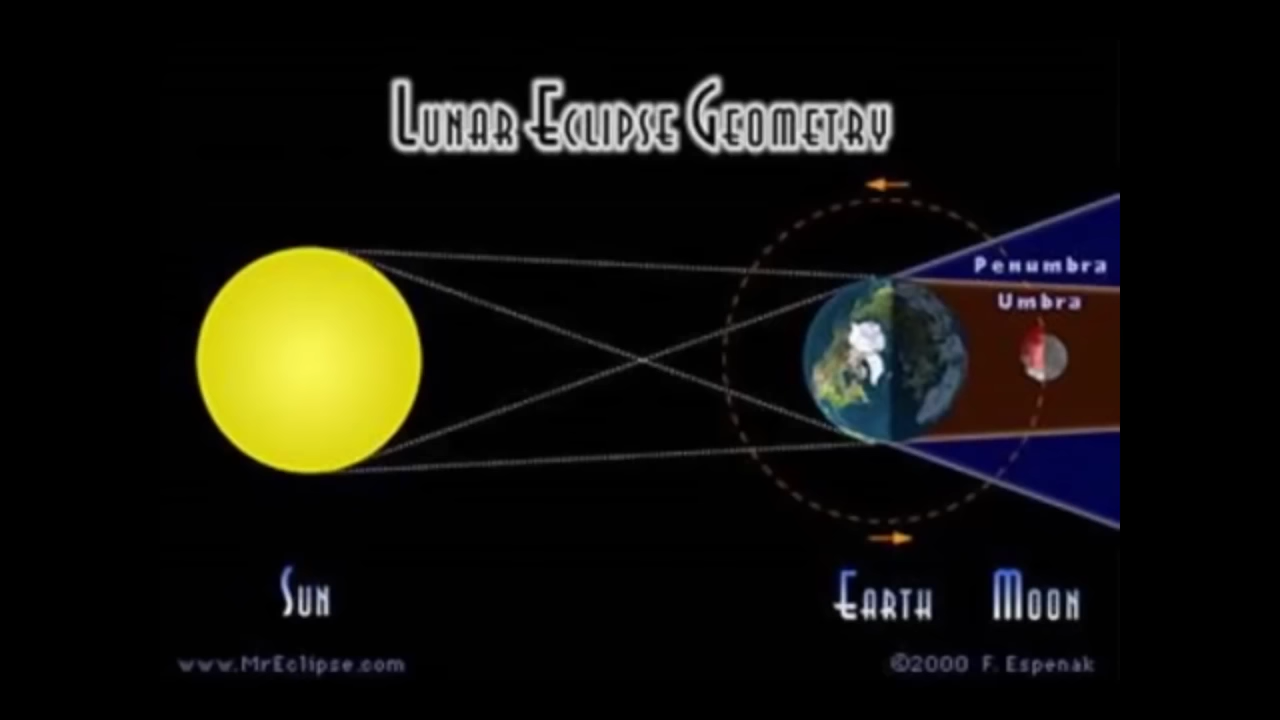 Lunar Eclipse Geometry
Penumbra
Umbra
Sun
Earth
Moon
www.MrEclipse.com
©2000 F. Espenak